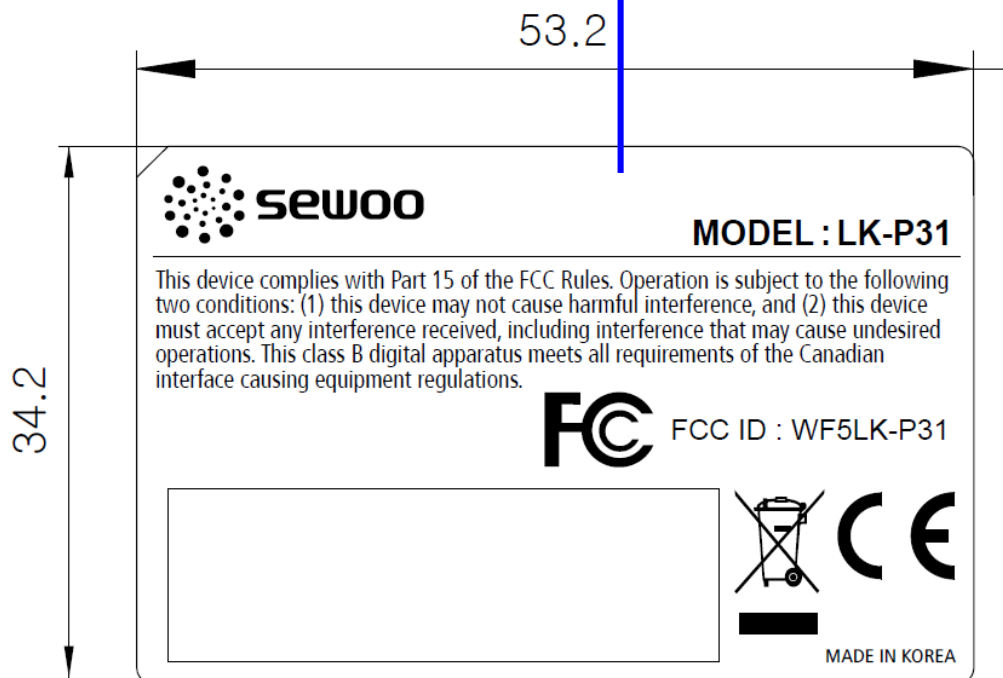 53.2
sewoo
MODEL : LK-P31
This device complies with Part 15 of the FCC Rules. Operation is subject to the following
two conditions: (1) this device may not cause harmful interference, and (2) this device
must accept any interference received, including interference that may cause undesired
operations. This class B digital apparatus meets all requirements of the Canadian
interface causing equipment regulations.
34.2
FC FCC ID : WF5LK-P31
CE
MADE IN KOREA